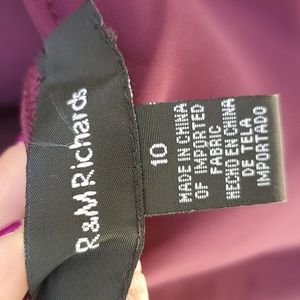 R&M Richards
10
MADE IN CHINA
OF IMPORTED
FABRIC
HECHO EN CHINA
DE TELA
IMPORTADO